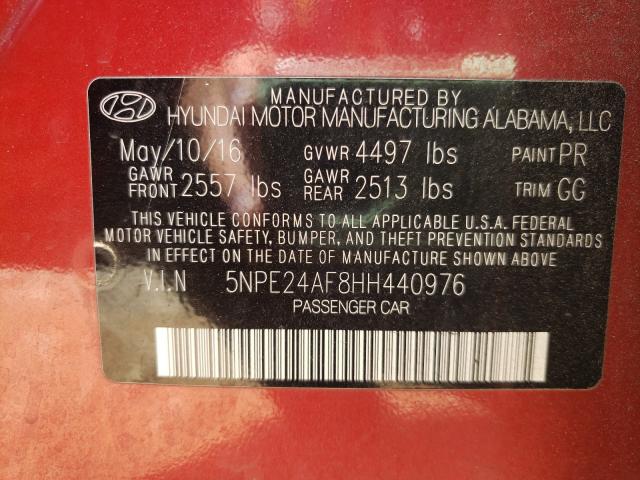 MANUFACTURED BY
HYUNDAI MOTOR MANUFACTURING ALABAMA, LLC
May/10/16 GVWR 4497 lbs PAINT PR
GAWR FRONT 2557 lbs GAWR REAR 2513 lbs TRIM GG
THIS VEHICLE CONFORMS TO ALL APPLICABLE U.S.A. FEDERAL
MOTOR VEHICLE SAFETY, BUMPER, AND THEFT PREVENTION STANDARDS
IN EFFECT ON THE DATE OF MANUFACTURE SHOWN ABOVE
V.I.N 5NPE24AF8HH440976
PASSENGER CAR